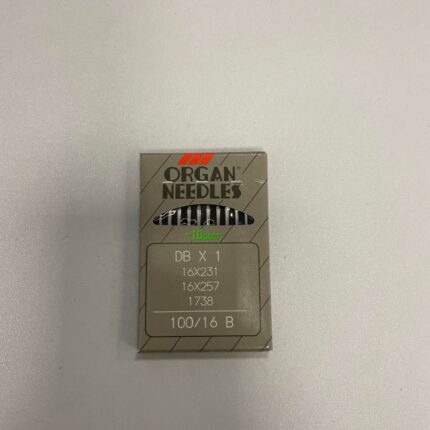 ORGAN®
NEEDLES
DB X 1
16X231
16X257
1738
100/16 B